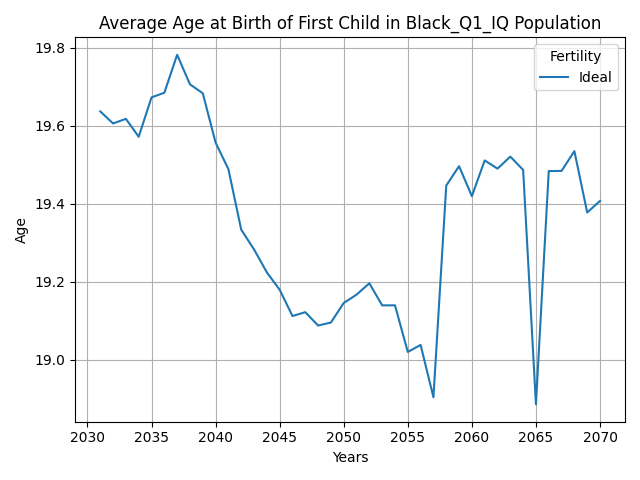 Average Age at Birth of First Child in Black_Q1_IQ Population
Fertility
Ideal
Age
19.8
19.6
19.4
19.2
19.0
2030 2035 2040 2045 2050 2055 2060 2065 2070
Years